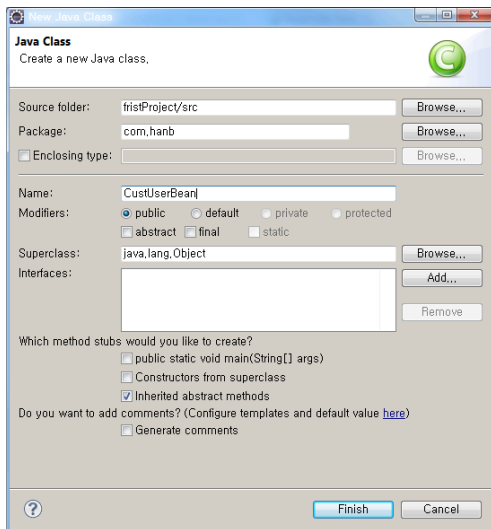 New Java Class
Java Class
Create a new Java class.
Source folder: fristProject/src Browse...
Package: com.hanb Browse...
Enclosing type: Browse...
Name: CustUserBean
Modifiers: public default private protected
abstract final static
Superclass: java.lang.Object Browse...
Interfaces: Add...
Remove
Which method stubs would you like to create?
public static void main(String[] args)
Constructors from superclass
Inherited abstract methods
Do you want to add comments? (Configure templates and default value here)
Generate comments
? Finish Cancel